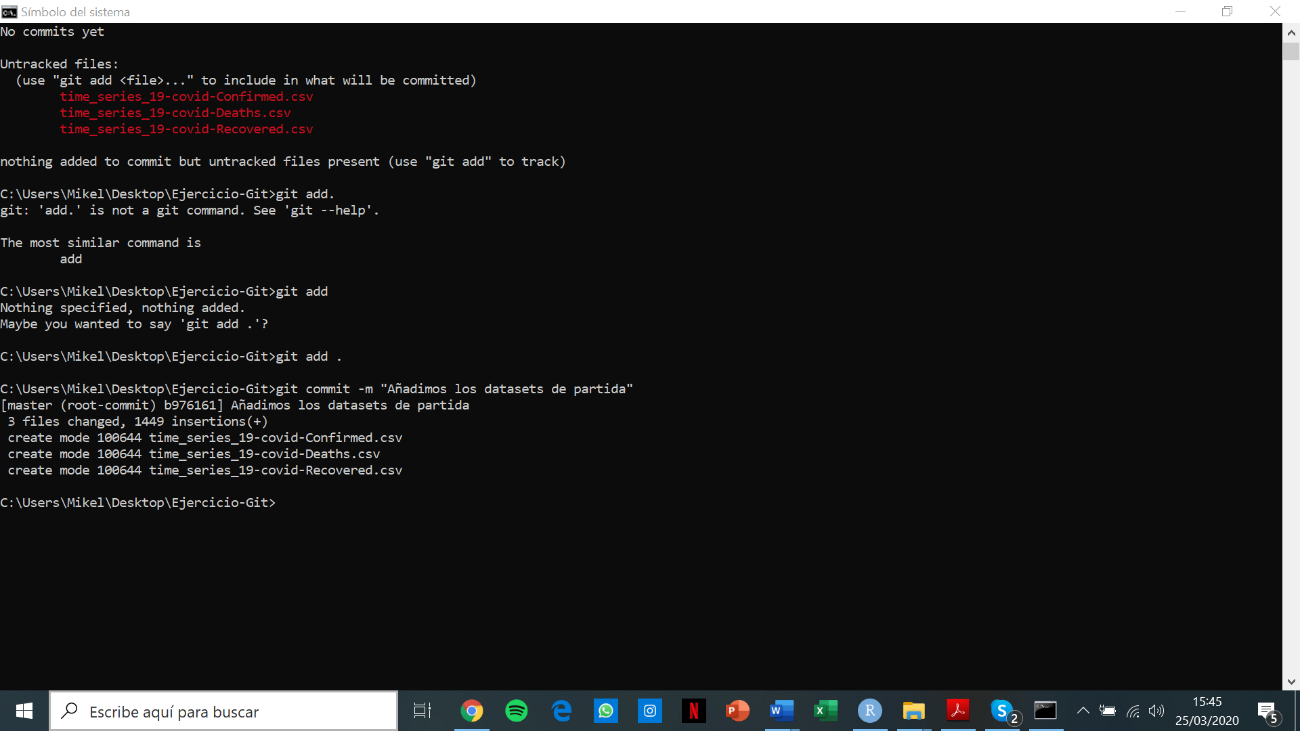 Símbolo del sistema
No commits yet
Untracked files:
(use "git add <file>..." to include in what will be committed)
time_series_19-covid-Confirmed.csv
time_series_19-covid-Deaths.csv
time_series_19-covid-Recovered.csv
nothing added to commit but untracked files present (use "git add" to track)
C:\Users\Mikel\Desktop\Ejercicio-Git>git add.
git: 'add.' is not a git command. See 'git --help'.
The most similar command is
add
C:\Users\Mikel\Desktop\Ejercicio-Git>git add
Nothing specified, nothing added.
Maybe you wanted to say 'git add .'?
C:\Users\Mikel\Desktop\Ejercicio-Git>git add .
C:\Users\Mikel\Desktop\Ejercicio-Git>git commit -m "Añadimos los datasets de partida"
[master (root-commit) b976161] Añadimos los datasets de partida
3 files changed, 1449 insertions(+)
create mode 100644 time_series_19-covid-Confirmed.csv
create mode 100644 time_series_19-covid-Deaths.csv
create mode 100644 time_series_19-covid-Recovered.csv
C:\Users\Mikel\Desktop\Ejercicio-Git>
Escribe aquí para buscar
N
P
W
X
R
S
2
15:45
25/03/2020
5